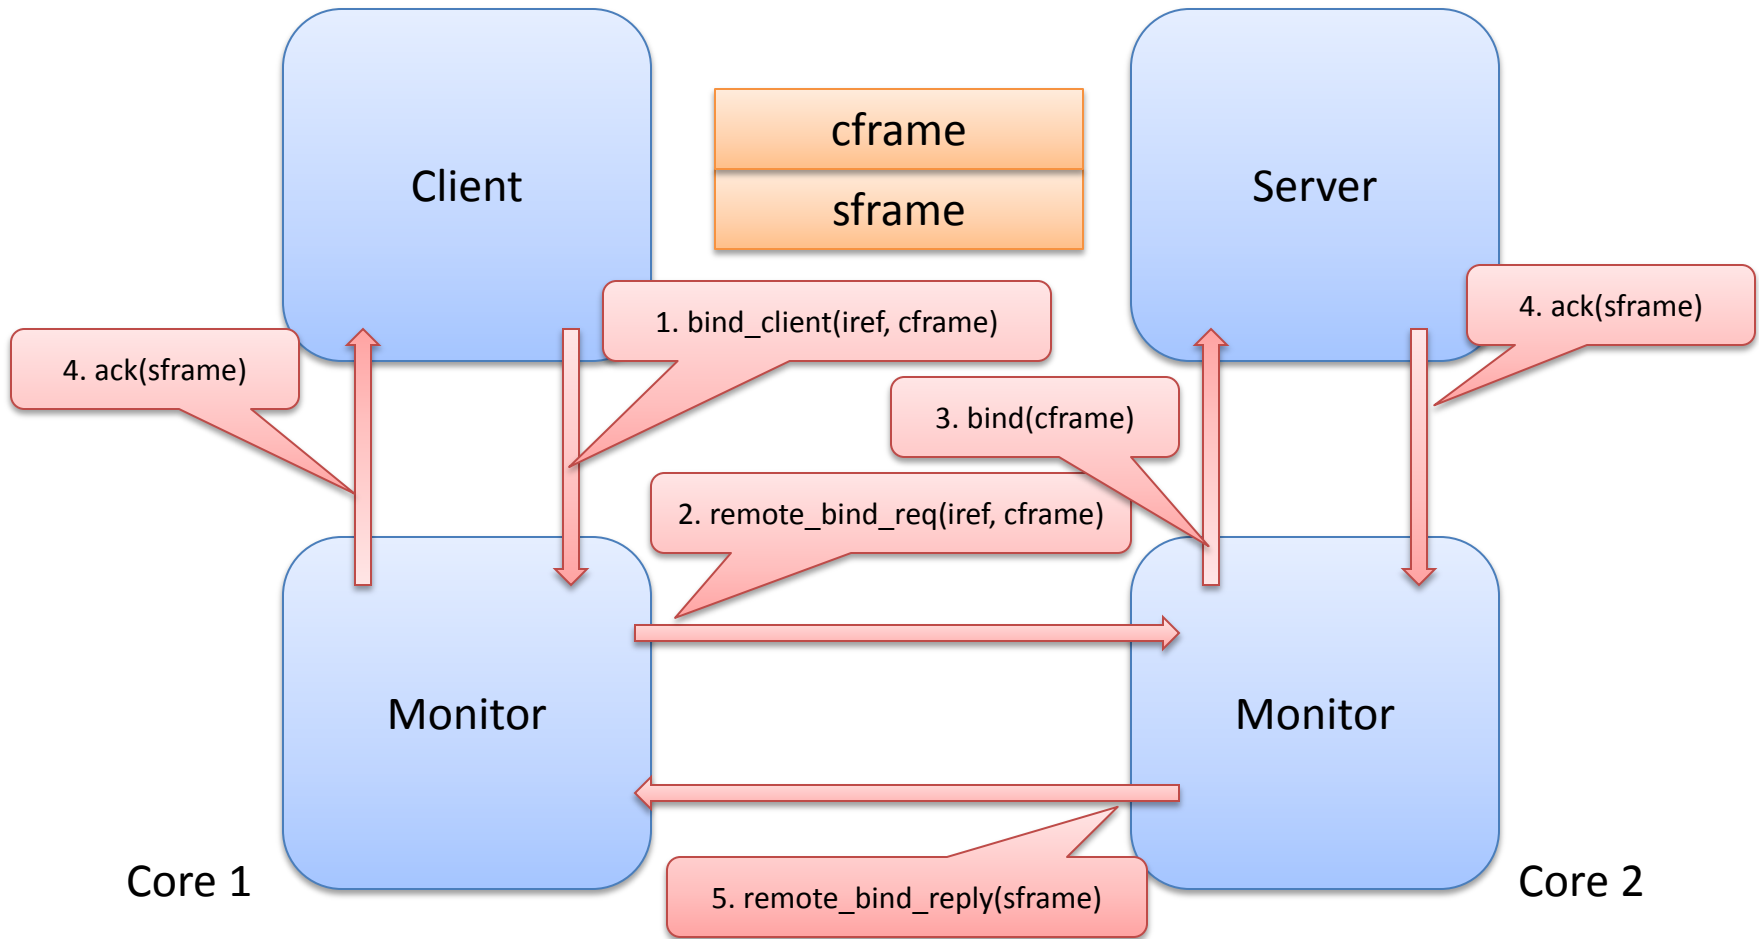 Client
cframe
sframe
Server
1. bind_client(iref, cframe)
4. ack(sframe)
4. ack(sframe)
3. bind(cframe)
2. remote_bind_req(iref, cframe)
Monitor
Monitor
Core 1
5. remote_bind_reply(sframe)
Core 2